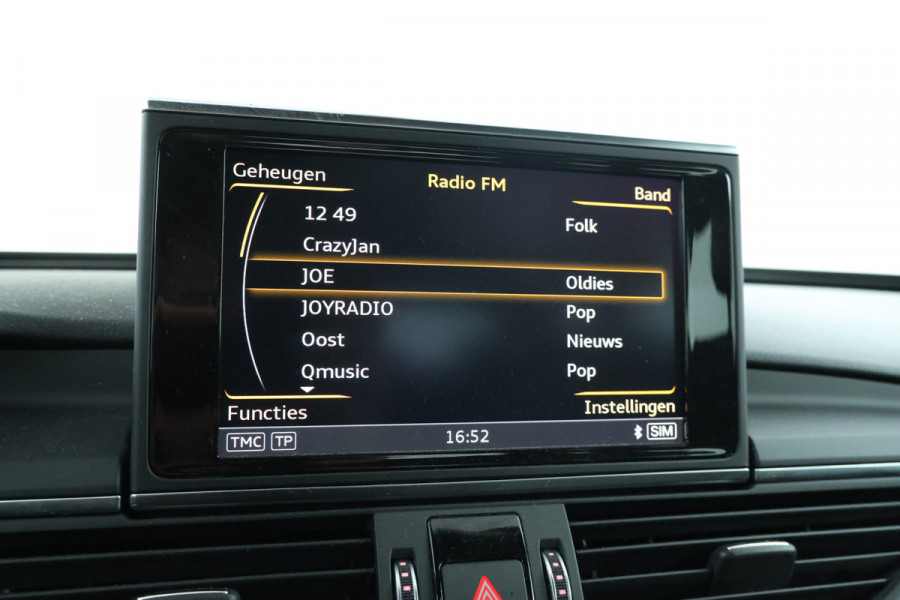 Geheugen Radio FM Band
12 49 Folk
CrazyJan
JOE Oldies
JOYRADIO Pop
Oost Nieuws
Qmusic Pop
Functies Instellingen
TMC TP 16:52 SIM